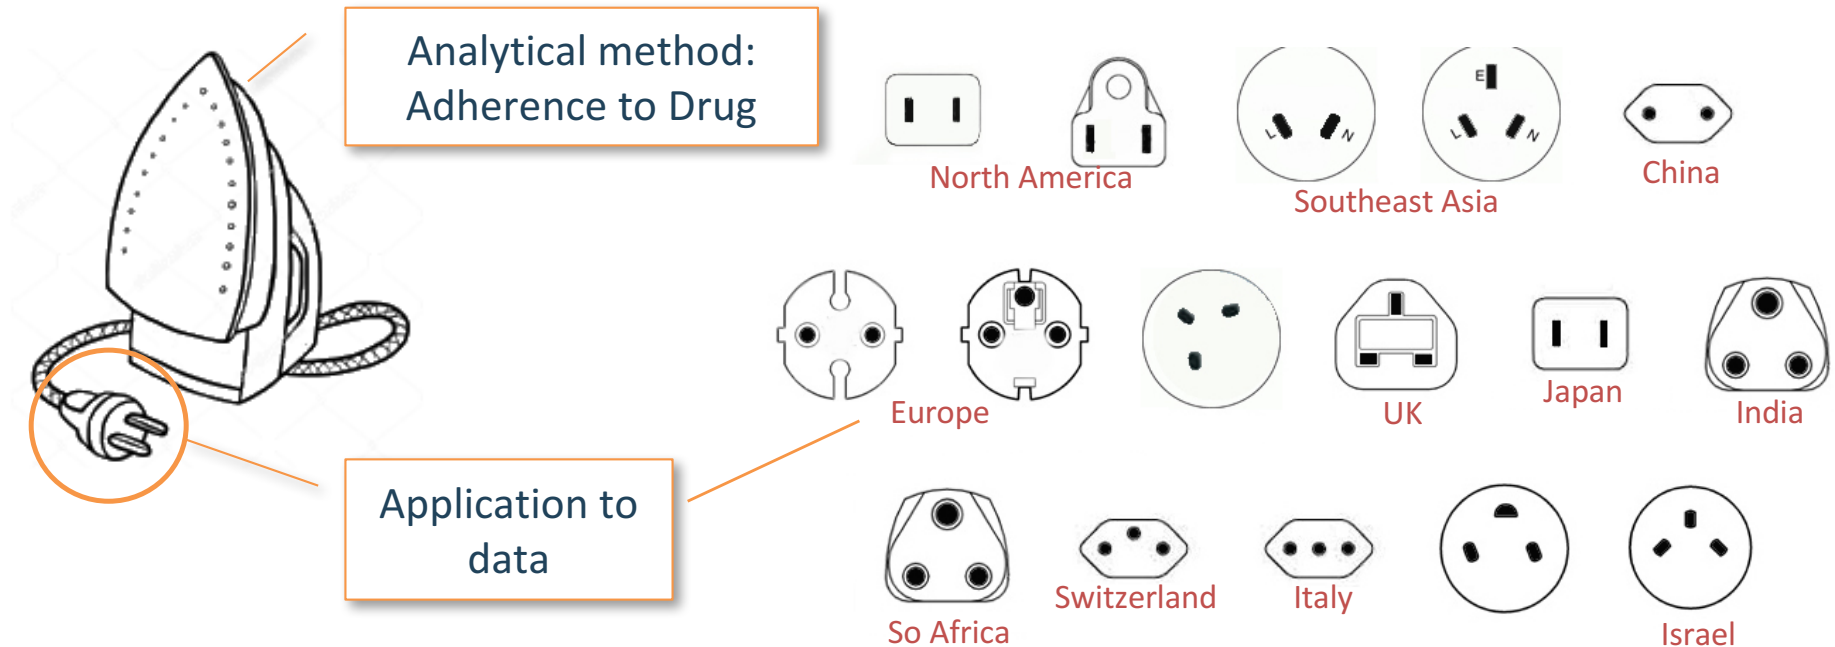 Analytical method:
Adherence to Drug
North America
E
L
N
L
N
Southeast Asia
China
Europe
UK
Japan
India
Application to
data
So Africa
Switzerland
Italy
Israel